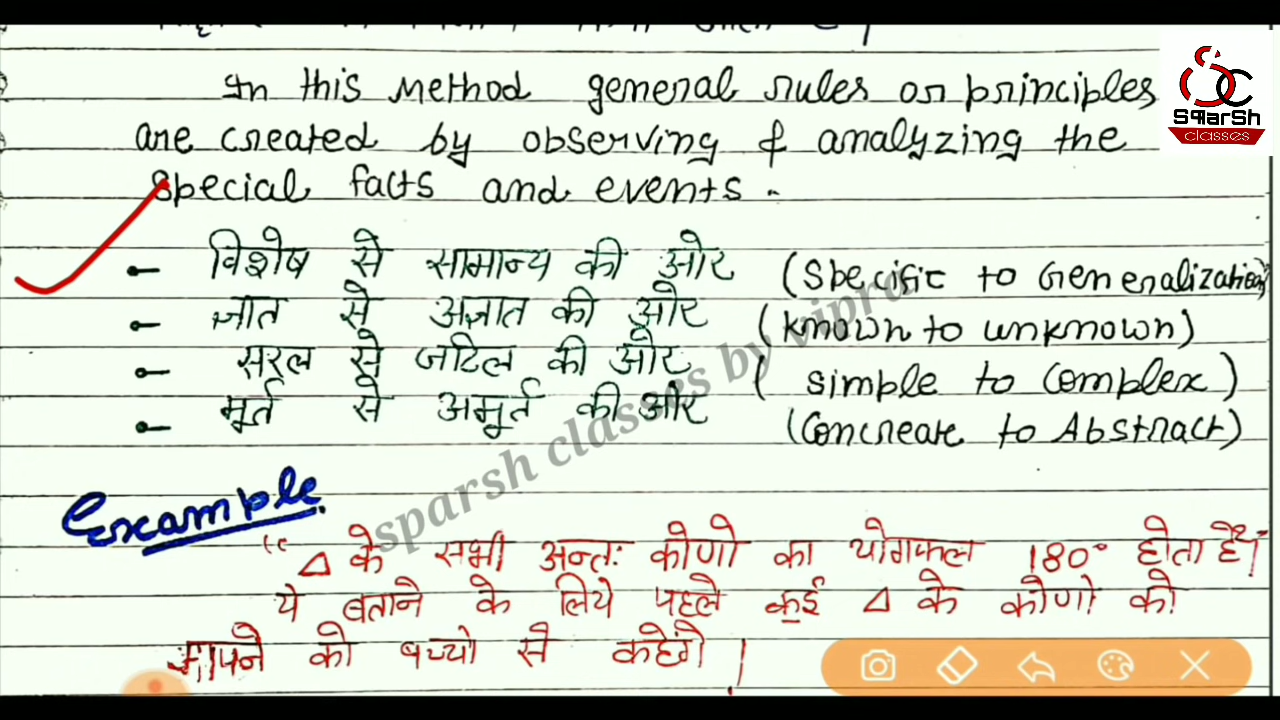 In this Method general rules or principles
are created by observing & analyzing the
special facts and events.
- विशेष से सामान्य की ओर (Specific to Generalization)
- ज्ञात से अज्ञात की ओर (Known to unknown)
- सरल से जटिल की ओर (simple to Complex)
- मूर्त से अमूर्त की ओर (Concreate to Abstract)
Example
"Δ के सभी अन्तः कोणो का योगफल 180° होता है।"
ये बताने के लिये पहले कई Δ के कोणो को
मापने को बच्चो से कहेंगे।
sparsh classes by vipra
SपarSh
classes